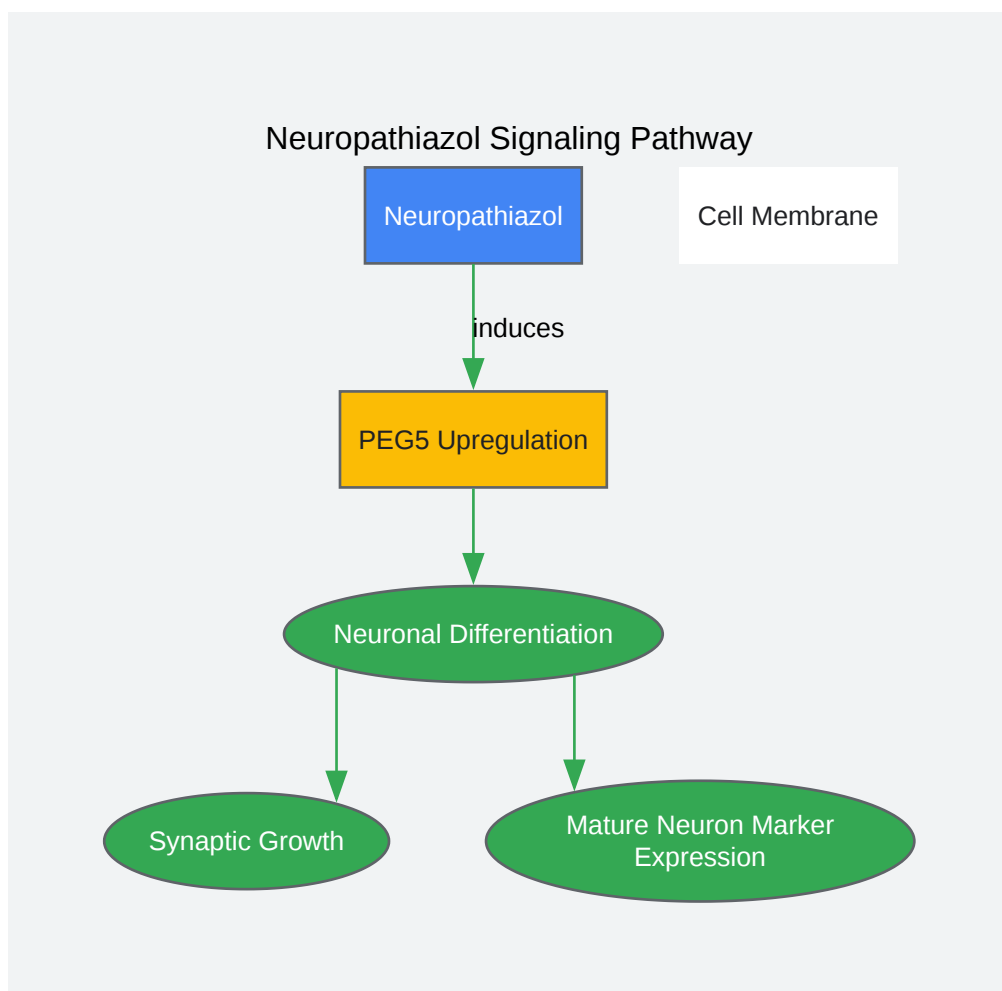 Neuropathiazol Signaling Pathway
Neuropathiazol
Cell Membrane
induces
PEG5 Upregulation
Neuronal Differentiation
Synaptic Growth
Mature Neuron Marker
Expression